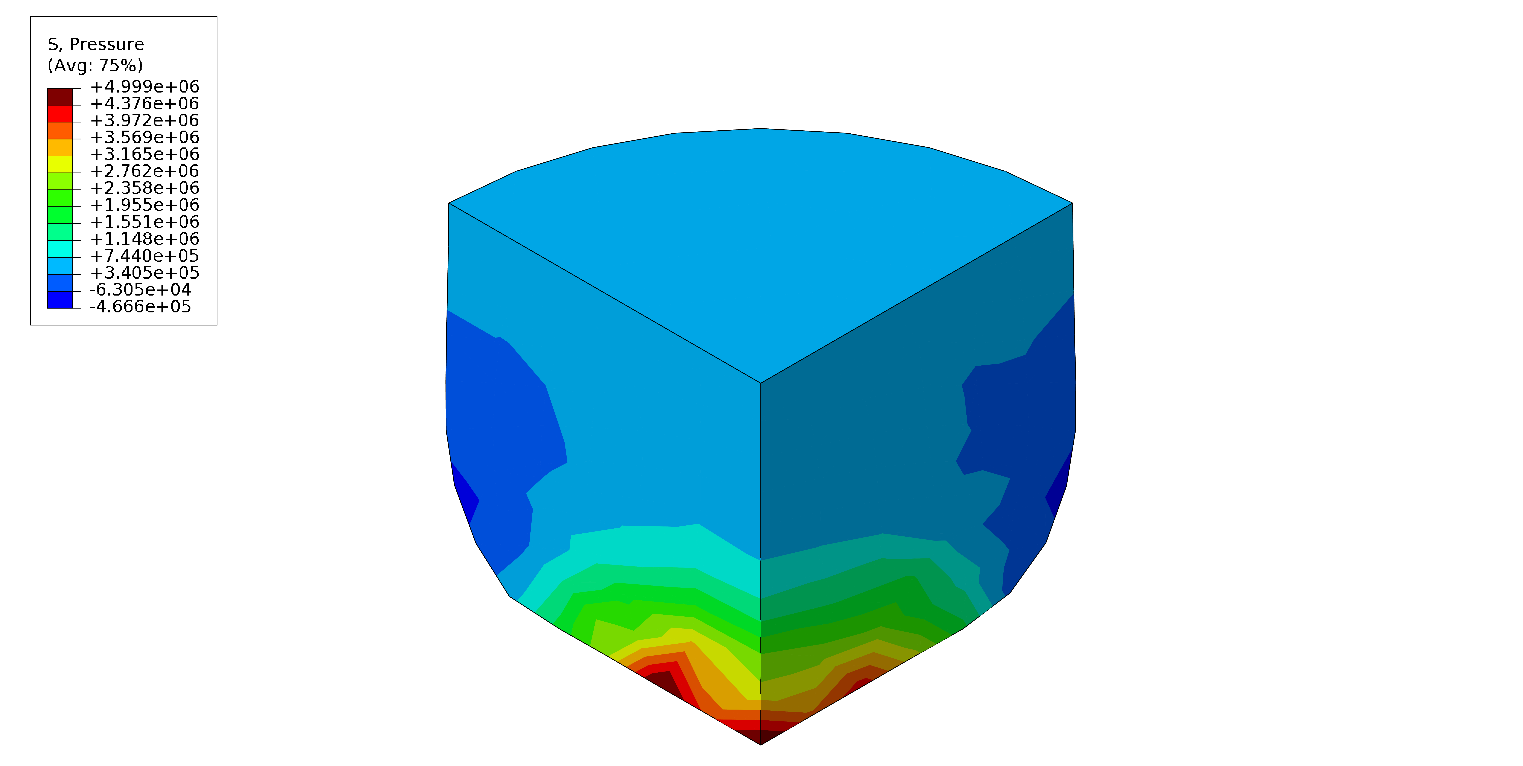 S, Pressure
(Avg: 75%)
+4.999e+06
+4.376e+06
+3.972e+06
+3.569e+06
+3.165e+06
+2.762e+06
+2.358e+06
+1.955e+06
+1.551e+06
+1.148e+06
+7.440e+05
+3.405e+05
-6.305e+04
-4.666e+05